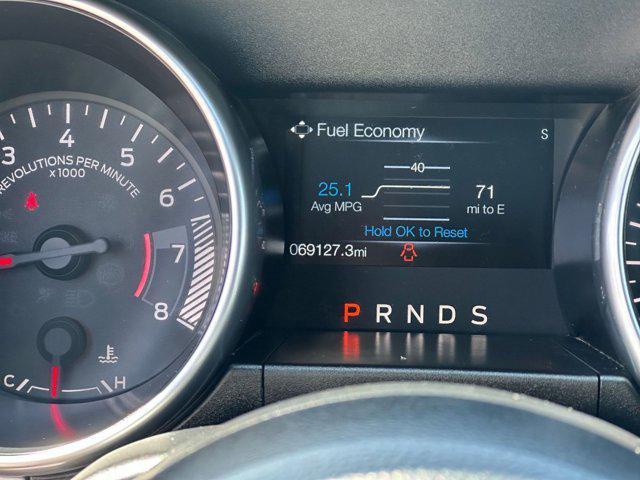 3 4 5 6 7 8
REVOLUTIONS PER MINUTE
x1000
C H
Fuel Economy S
40
25.1
Avg MPG
71
mi to E
Hold OK to Reset
069127.3mi
P R N D S